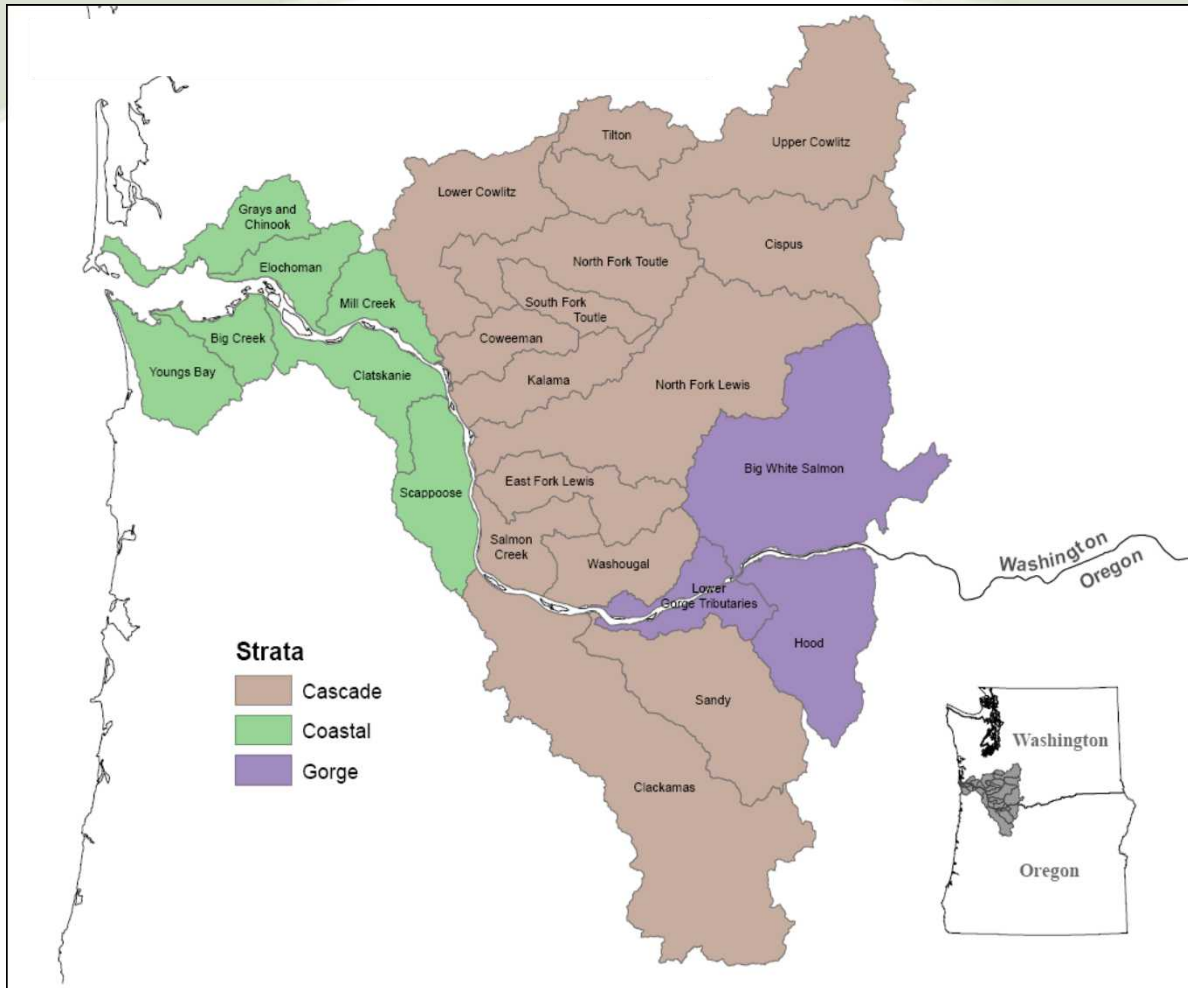 Tilton
Upper Cowlitz
Lower Cowlitz
Grays and
Chinook
Cispus
Elochoman
North Fork Toutle
Mill Creek
South Fork
Toutle
Big Creek
Coweeman
Youngs Bay
Clatskanie
Kalama
North Fork Lewis
Big White Salmon
East Fork Lewis
Scappoose
Salmon
Creek
Washougal
Washington
Oregon
Lower
Gorge Tributaries
Hood
Strata
Cascade
Coastal
Gorge
Sandy
Clackamas
Washington
Oregon